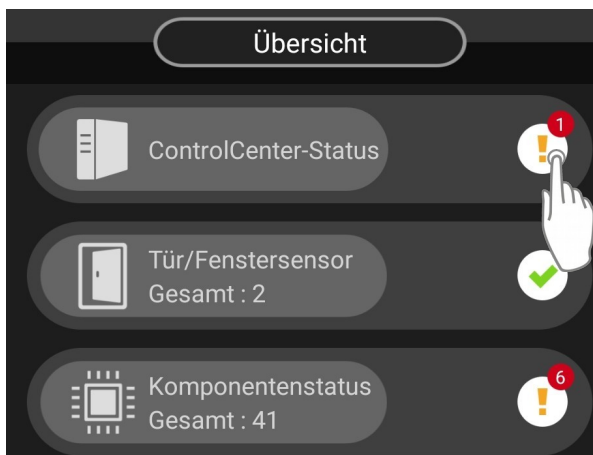 Übersicht
ControlCenter-Status
1
Tür/Fenstersensor
Gesamt : 2
Komponentenstatus
Gesamt : 41
6